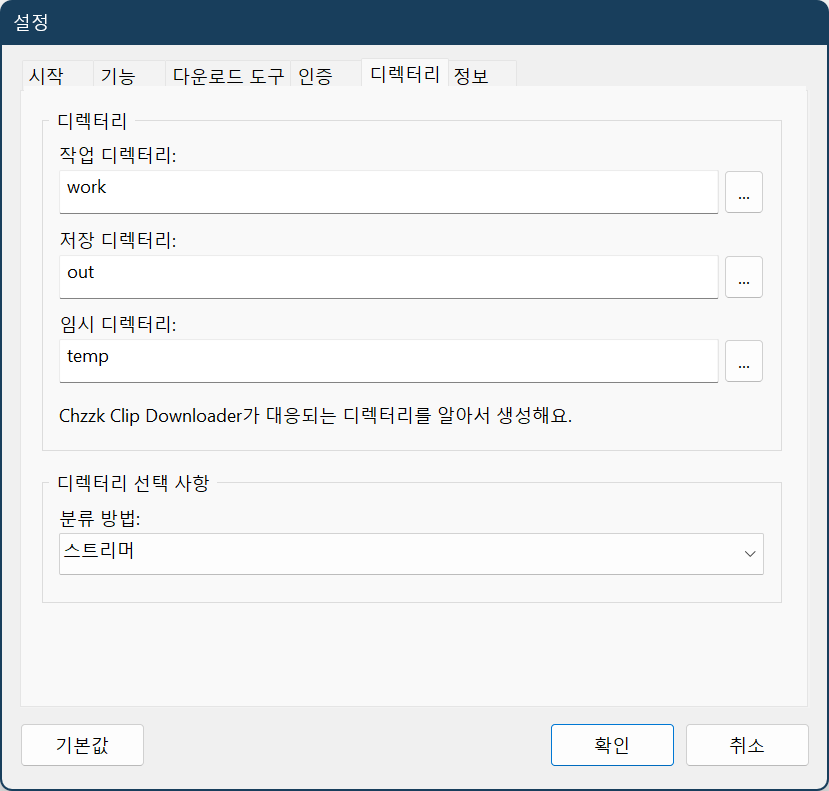 설정
시작 기능 다운로드 도구 인증 디렉터리 정보
디렉터리
작업 디렉터리:
work ...
저장 디렉터리:
out ...
임시 디렉터리:
temp ...
Chzzk Clip Downloader가 대응되는 디렉터리를 알아서 생성해요.
디렉터리 선택 사항
분류 방법:
스트리머
기본값 확인 취소